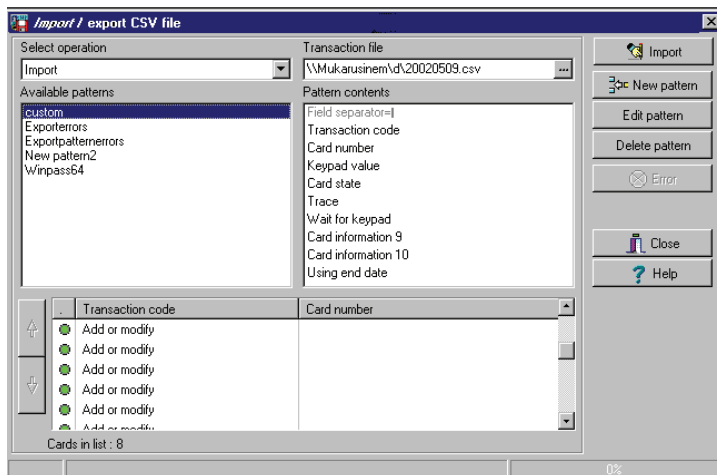 Import / export CSV file
Select operation
Import
Transaction file
\\Mukarusinem\d\20020509.csv
...
Available patterns
custom
Exporterrors
Exportpatternerrors
New pattern2
Winpass64
Pattern contents
Field separator=|
Transaction code
Card number
Keypad value
Card state
Trace
Wait for keypad
Card information 9
Card information 10
Using end date
Import
New pattern
Edit pattern
Delete pattern
Error
Close
Help
. Transaction code Card number
Add or modify
Add or modify
Add or modify
Add or modify
Add or modify
Add or modify
Cards in list : 8
0%